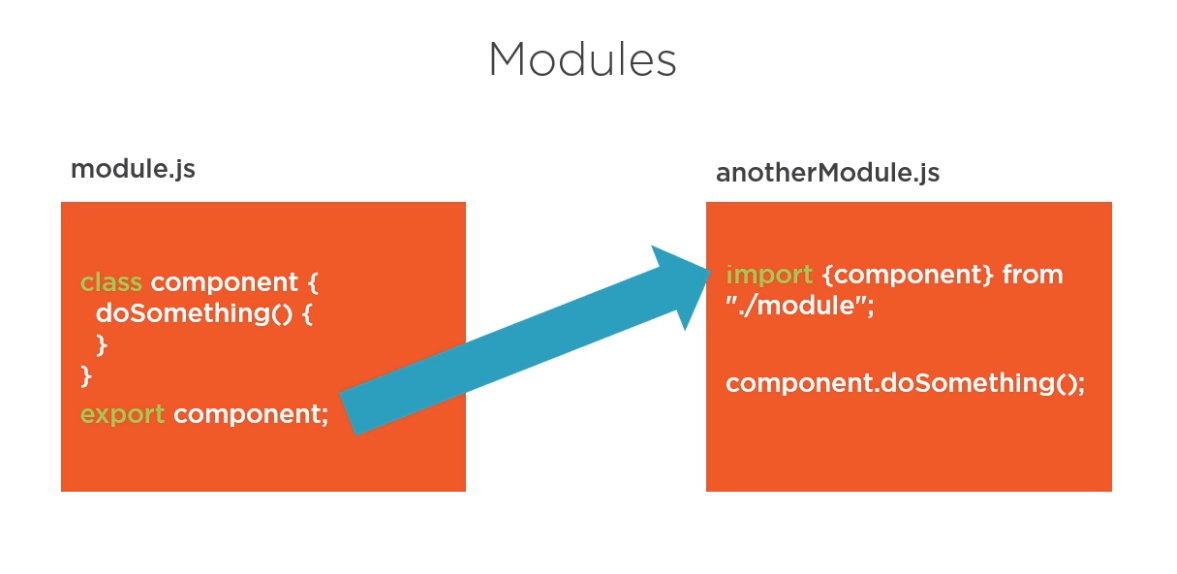 Modules
module.js
class component {
doSomething() {
}
}
export component;
anotherModule.js
import {component} from
"./module";
component.doSomething();